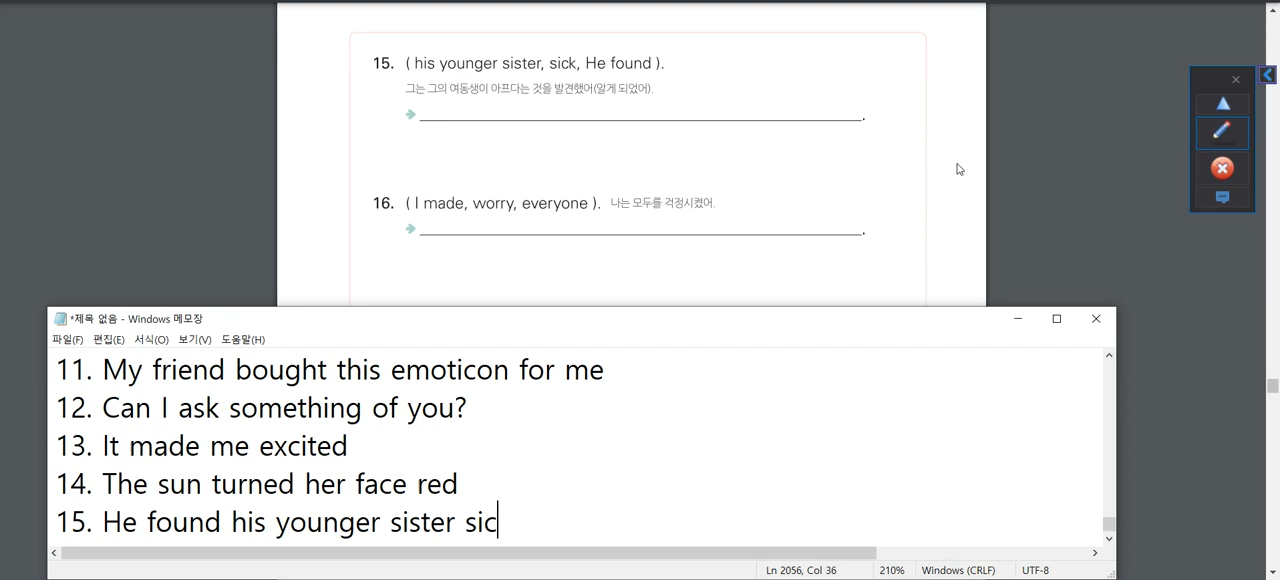 15. ( his younger sister, sick, He found ).
그는 그의 여동생이 아프다는 것을 발견했어(알게 되었어).
.
16. ( I made, worry, everyone ). 나는 모두를 걱정시켰어.
.
*제목 없음 - Windows 메모장
파일(F) 편집(E) 서식(O) 보기(V) 도움말(H)
11. My friend bought this emoticon for me
12. Can I ask something of you?
13. It made me excited
14. The sun turned her face red
15. He found his younger sister sic
Ln 2056, Col 36 210% Windows (CRLF) UTF-8